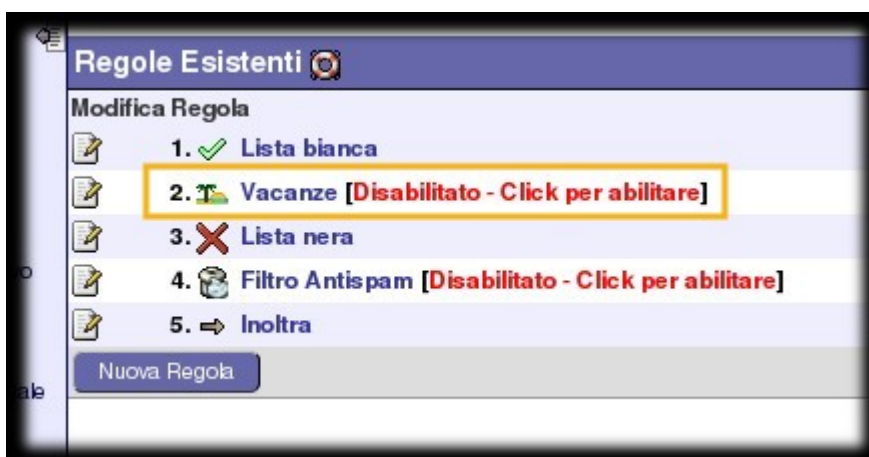 Regole Esistenti
Modifica Regola
1. Lista bianca
2. Vacanze [Disabilitato - Click per abilitare]
3. Lista nera
4. Filtro Antispam [Disabilitato - Click per abilitare]
5. Inoltra
Nuova Regola